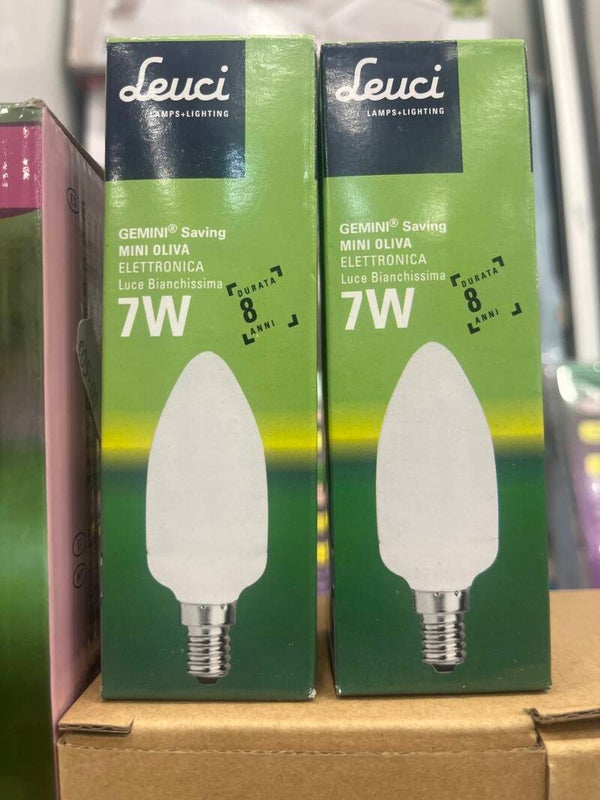 Leuci
LAMPS+LIGHTING
GEMINI® Saving
MINI OLIVA
ELETTRONICA
Luce Bianchissima
7W
DURATA
8
ANNI
Leuci
LAMPS+LIGHTING
GEMINI® Saving
MINI OLIVA
ELETTRONICA
Luce Bianchissima
7W
DURATA
8
ANNI